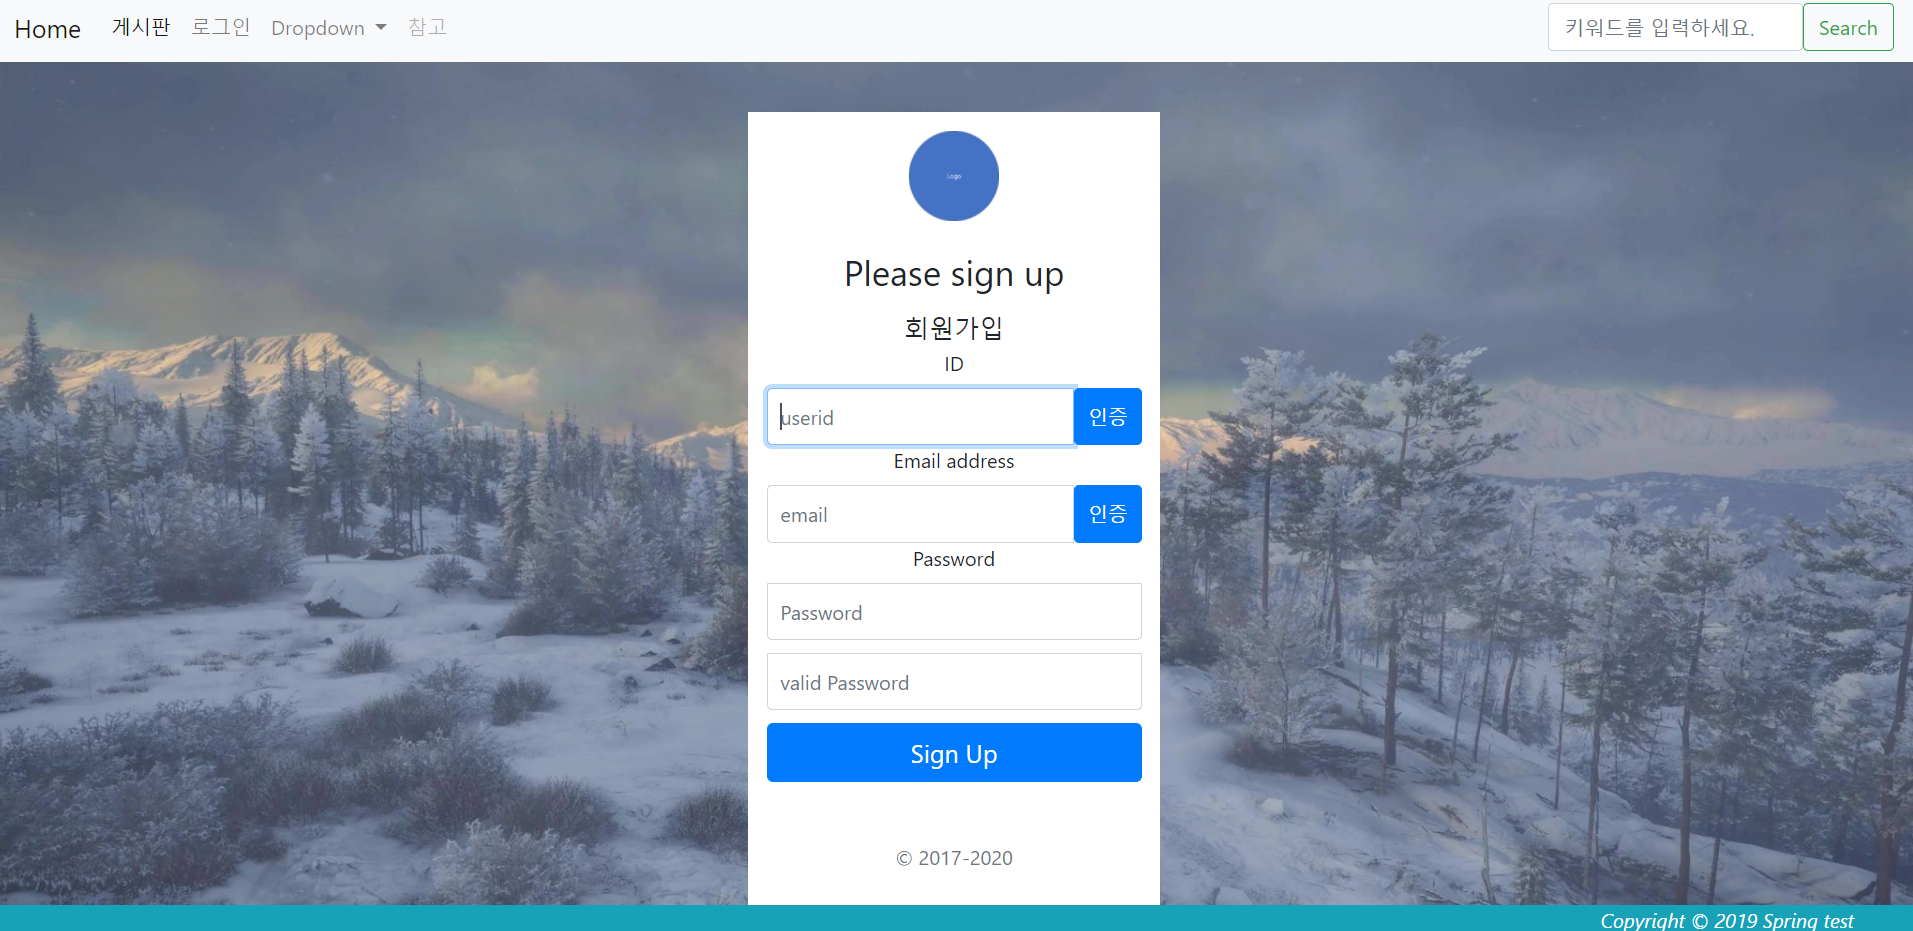 Home 게시판 로그인 Dropdown 참고 키워드를 입력하세요. Search
Logo
Please sign up
회원가입
ID
userid 인증
Email address
email 인증
Password
Password
valid Password
Sign Up
© 2017-2020
Copyright © 2019 Spring test